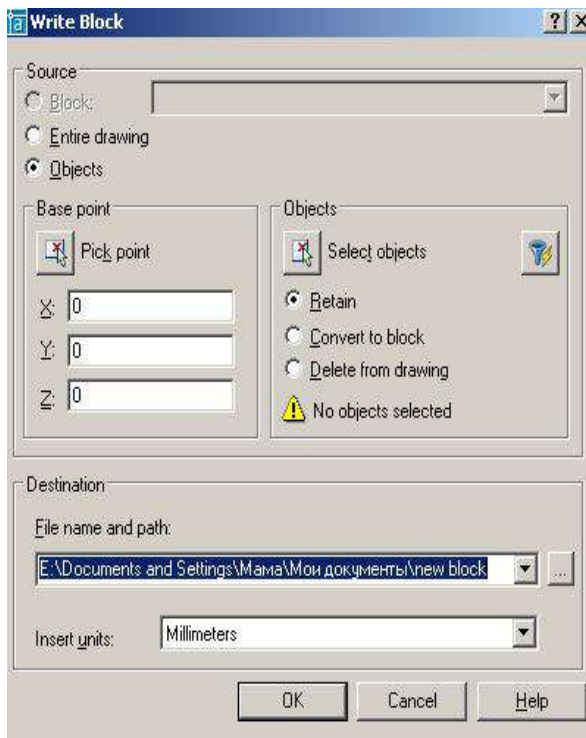 Write Block
Source
Block:
Entire drawing
Objects
Base point
Pick point
X: 0
Y: 0
Z: 0
Objects
Select objects
Retain
Convert to block
Delete from drawing
No objects selected
Destination
File name and path:
E:\Documents and Settings\Мама\Мои документы\new block
...
Insert units: Millimeters
OK Cancel Help